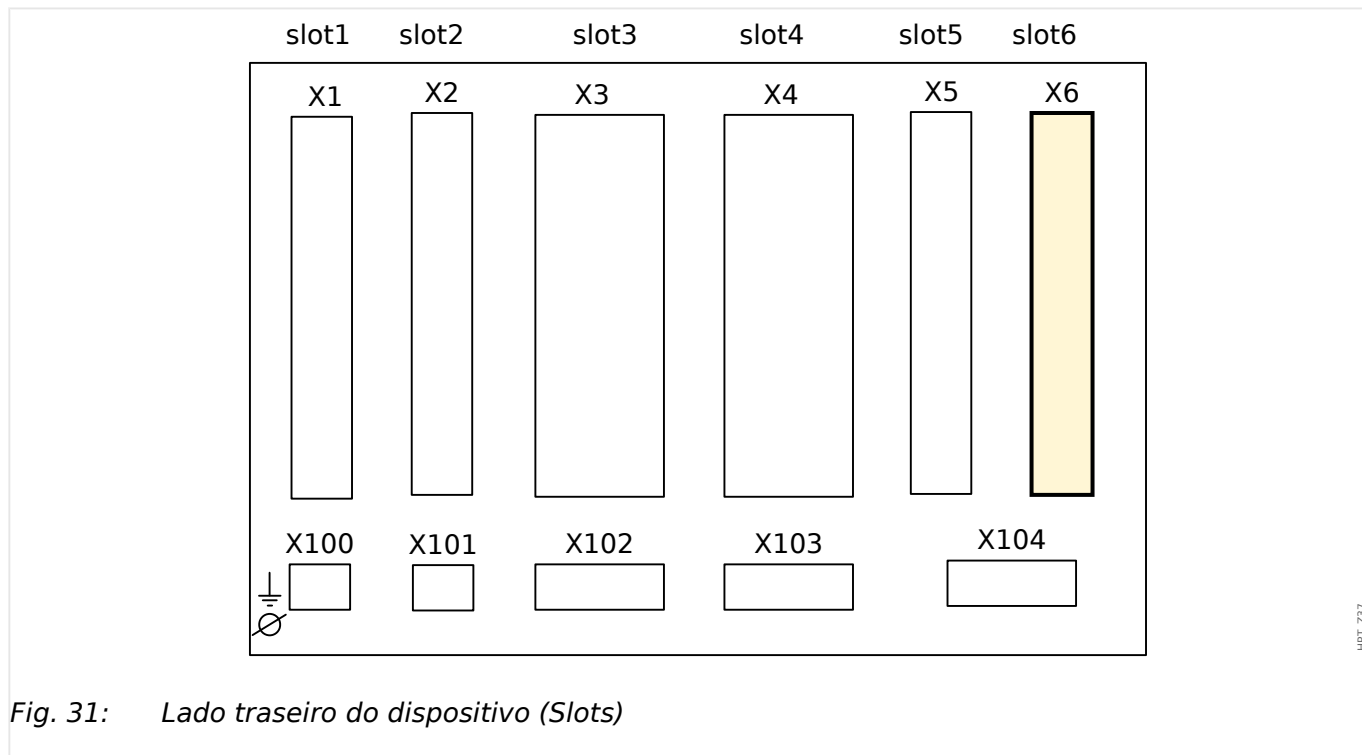 slot1 slot2 slot3 slot4 slot5 slot6
X1 X2 X3 X4 X5 X6
X100 X101 X102 X103 X104
Fig. 31: Lado traseiro do dispositivo (Slots)